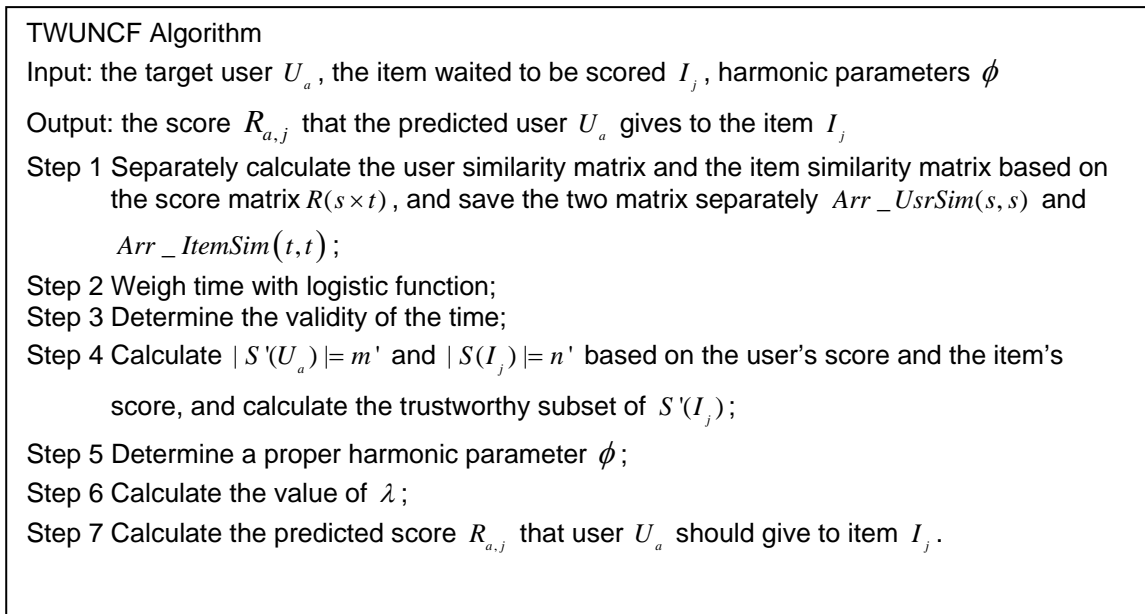 TWUNCF Algorithm
Input: the target user U_a, the item waited to be scored I_j, harmonic parameters ϕ
Output: the score R_{a,j} that the predicted user U_a gives to the item I_j
Step 1 Separately calculate the user similarity matrix and the item similarity matrix based on
the score matrix R(s×t), and save the two matrix separately Arr_UsrSim(s,s) and
Arr_ItemSim(t,t);
Step 2 Weigh time with logistic function;
Step 3 Determine the validity of the time;
Step 4 Calculate |S'(U_a)|=m' and |S(I_j)|=n' based on the user's score and the item's
score, and calculate the trustworthy subset of S'(I_j);
Step 5 Determine a proper harmonic parameter ϕ;
Step 6 Calculate the value of λ;
Step 7 Calculate the predicted score R_{a,j} that user U_a should give to item I_j.